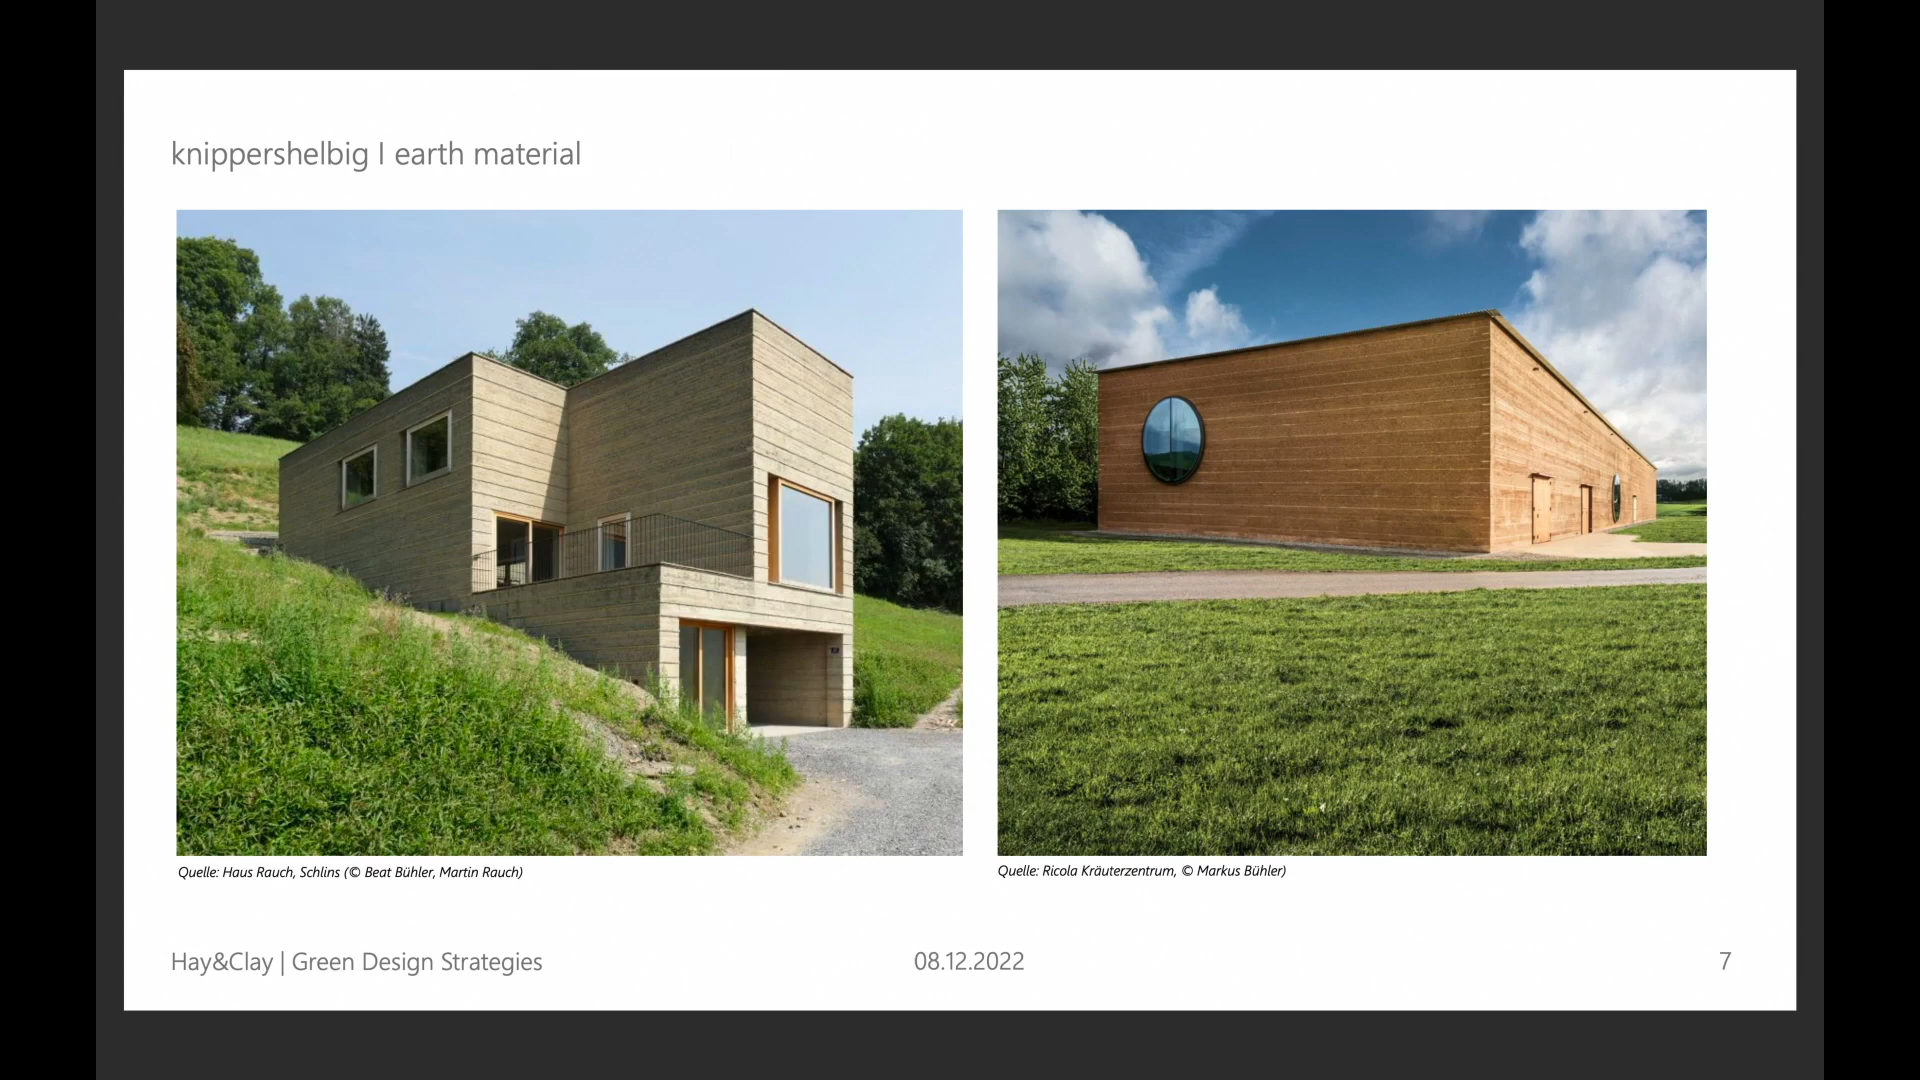 knippershelbig I earth material
Quelle: Haus Rauch, Schlins (© Beat Bühler, Martin Rauch)
Quelle: Ricola Kräuterzentrum, © Markus Bühler)
Hay&Clay | Green Design Strategies
08.12.2022
7